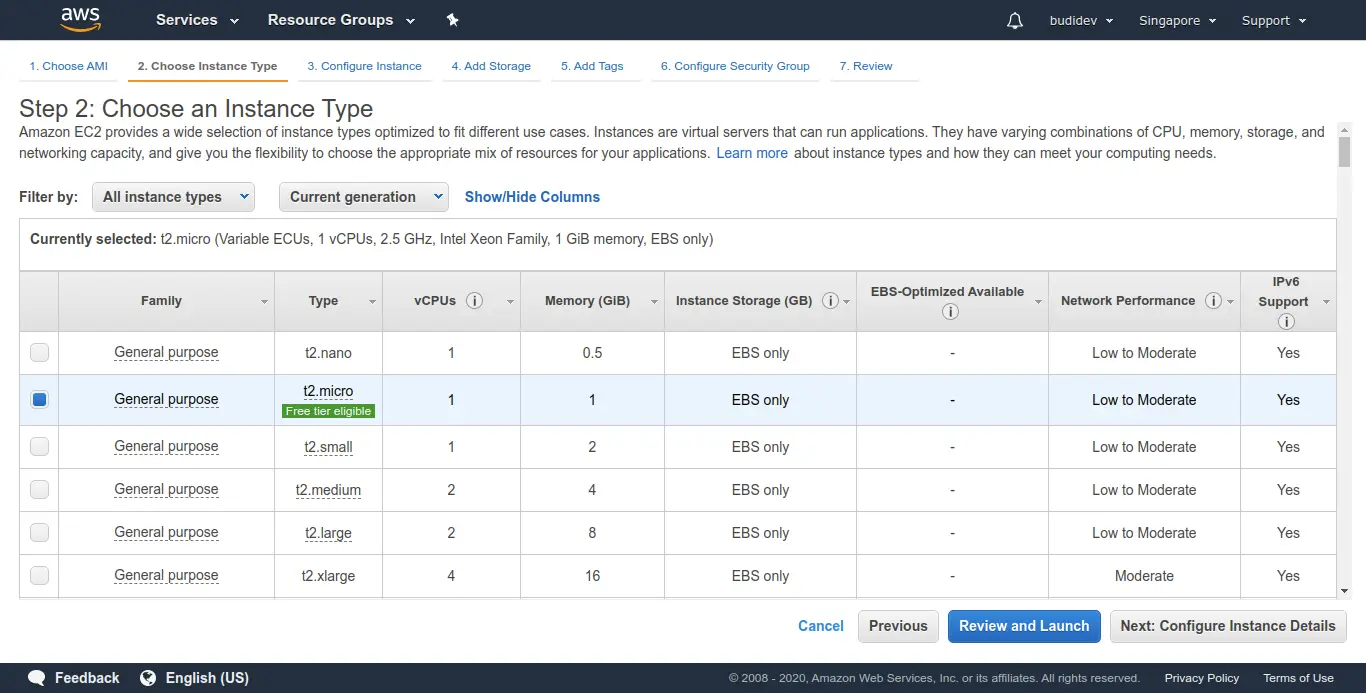 aws Services Resource Groups budidev Singapore Support
1. Choose AMI 2. Choose Instance Type 3. Configure Instance 4. Add Storage 5. Add Tags 6. Configure Security Group 7. Review
Step 2: Choose an Instance Type
Amazon EC2 provides a wide selection of instance types optimized to fit different use cases. Instances are virtual servers that can run applications. They have varying combinations of CPU, memory, storage, and
networking capacity, and give you the flexibility to choose the appropriate mix of resources for your applications. Learn more about instance types and how they can meet your computing needs.
Filter by: All instance types Current generation Show/Hide Columns
Currently selected: t2.micro (Variable ECUs, 1 vCPUs, 2.5 GHz, Intel Xeon Family, 1 GiB memory, EBS only)
Family Type vCPUs i Memory (GiB) Instance Storage (GB) i EBS-Optimized Available i Network Performance i IPv6 Support i
General purpose t2.nano 1 0.5 EBS only - Low to Moderate Yes
General purpose t2.micro Free tier eligible 1 1 EBS only - Low to Moderate Yes
General purpose t2.small 1 2 EBS only - Low to Moderate Yes
General purpose t2.medium 2 4 EBS only - Low to Moderate Yes
General purpose t2.large 2 8 EBS only - Low to Moderate Yes
General purpose t2.xlarge 4 16 EBS only - Moderate Yes
Cancel Previous Review and Launch Next: Configure Instance Details
Feedback English (US) © 2008 - 2020, Amazon Web Services, Inc. or its affiliates. All rights reserved. Privacy Policy Terms of Use